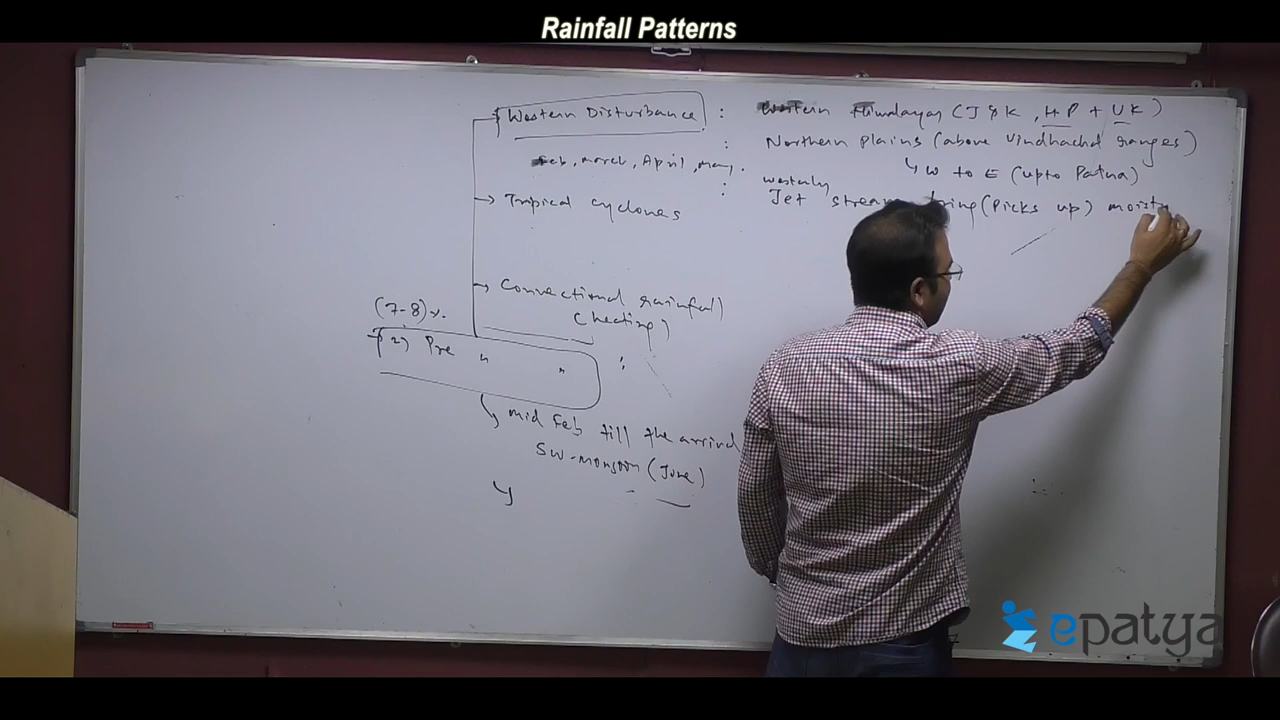 Rainfall Patterns
Western Disturbance : Western Himalayas (J&K, HP + UK)
: Northern plains (above Vindhachal ranges)
↳ W to E (upto Patna)
Feb, march, April, may.
: westerly
Jet stream bring (Picks up) moist
→ Tropical cyclones
→ Convectional rainfall
(heating)
(7-8)%.
2) Pre " " :
↳ mid Feb till the arrival
SW-monsoon (June)
epatya